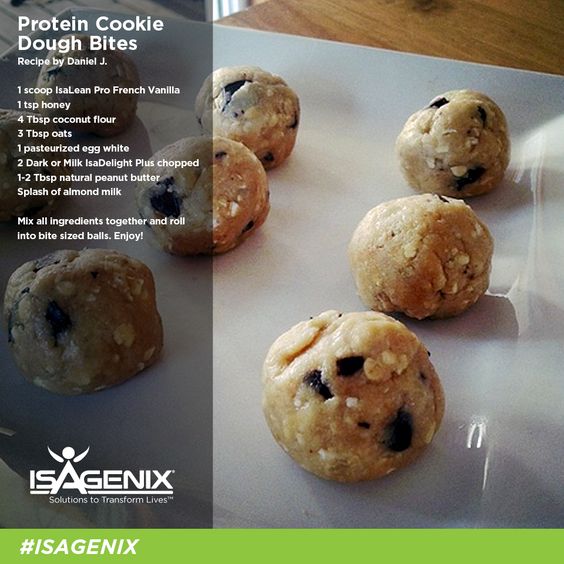 Protein Cookie
Dough Bites
Recipe by Daniel J.
1 scoop IsaLean Pro French Vanilla
1 tsp honey
4 Tbsp coconut flour
3 Tbsp oats
1 pasteurized egg white
2 Dark or Milk IsaDelight Plus chopped
1-2 Tbsp natural peanut butter
Splash of almond milk
Mix all ingredients together and roll
into bite sized balls. Enjoy!
ISAGENIX®
Solutions to Transform Lives™
#ISAGENIX